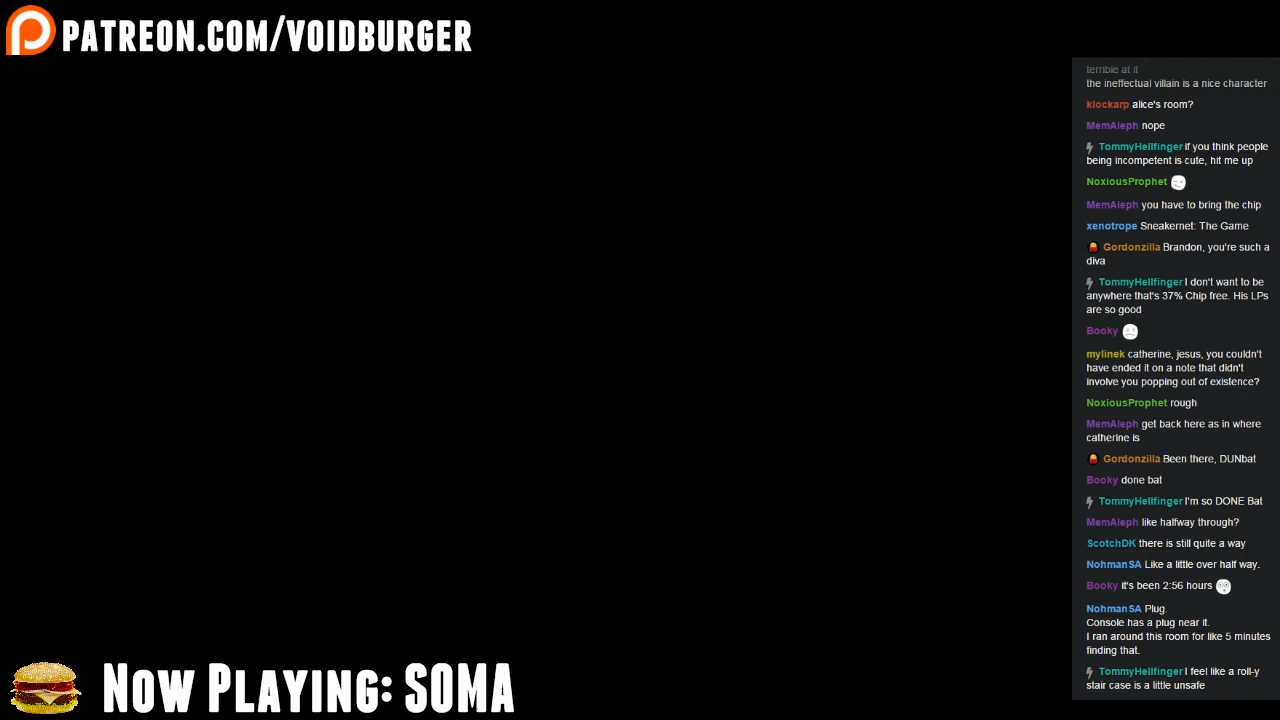 PATREON.COM/VOIDBURGER
terrible at it
the ineffectual villain is a nice character
klockarp alice's room?
MemAleph nope
TommyHellfinger if you think people
being incompetent is cute, hit me up
NoxiousProphet
MemAleph you have to bring the chip
xenotrope Sneakernet: The Game
Gordonzilla Brandon, you're such a
diva
TommyHellfinger I don't want to be
anywhere that's 37% Chip free. His LPs
are so good
Booky
mylinek catherine, jesus, you couldn't
have ended it on a note that didn't
involve you popping out of existence?
NoxiousProphet rough
MemAleph get back here as in where
catherine is
Gordonzilla Been there, DUNbat
Booky done bat
TommyHellfinger I'm so DONE Bat
MemAleph like halfway through?
ScotchDK there is still quite a way
NohmanSA Like a little over half way.
Booky it's been 2:56 hours
NohmanSA Plug.
Console has a plug near it.
I ran around this room for like 5 minutes
finding that.
TommyHellfinger I feel like a roll-y
stair case is a little unsafe
Now Playing: SOMA